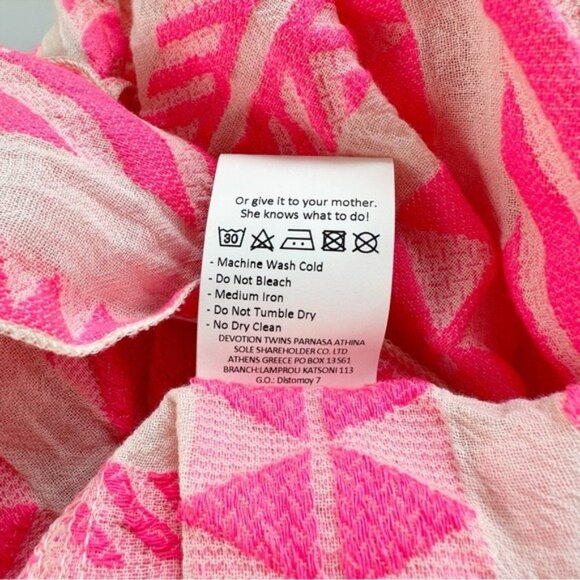 Or give it to your mother.
She knows what to do!
30
- Machine Wash Cold
- Do Not Bleach
- Medium Iron
- Do Not Tumble Dry
- No Dry Clean
DEVOTION TWINS PARNASA ATHINA
SOLE SHAREHOLDER CO. LTD
ATHENS GREECE PO BOX 13561
BRANCH:LAMPROU KATSONI 113
G.O.: Distomoy 7